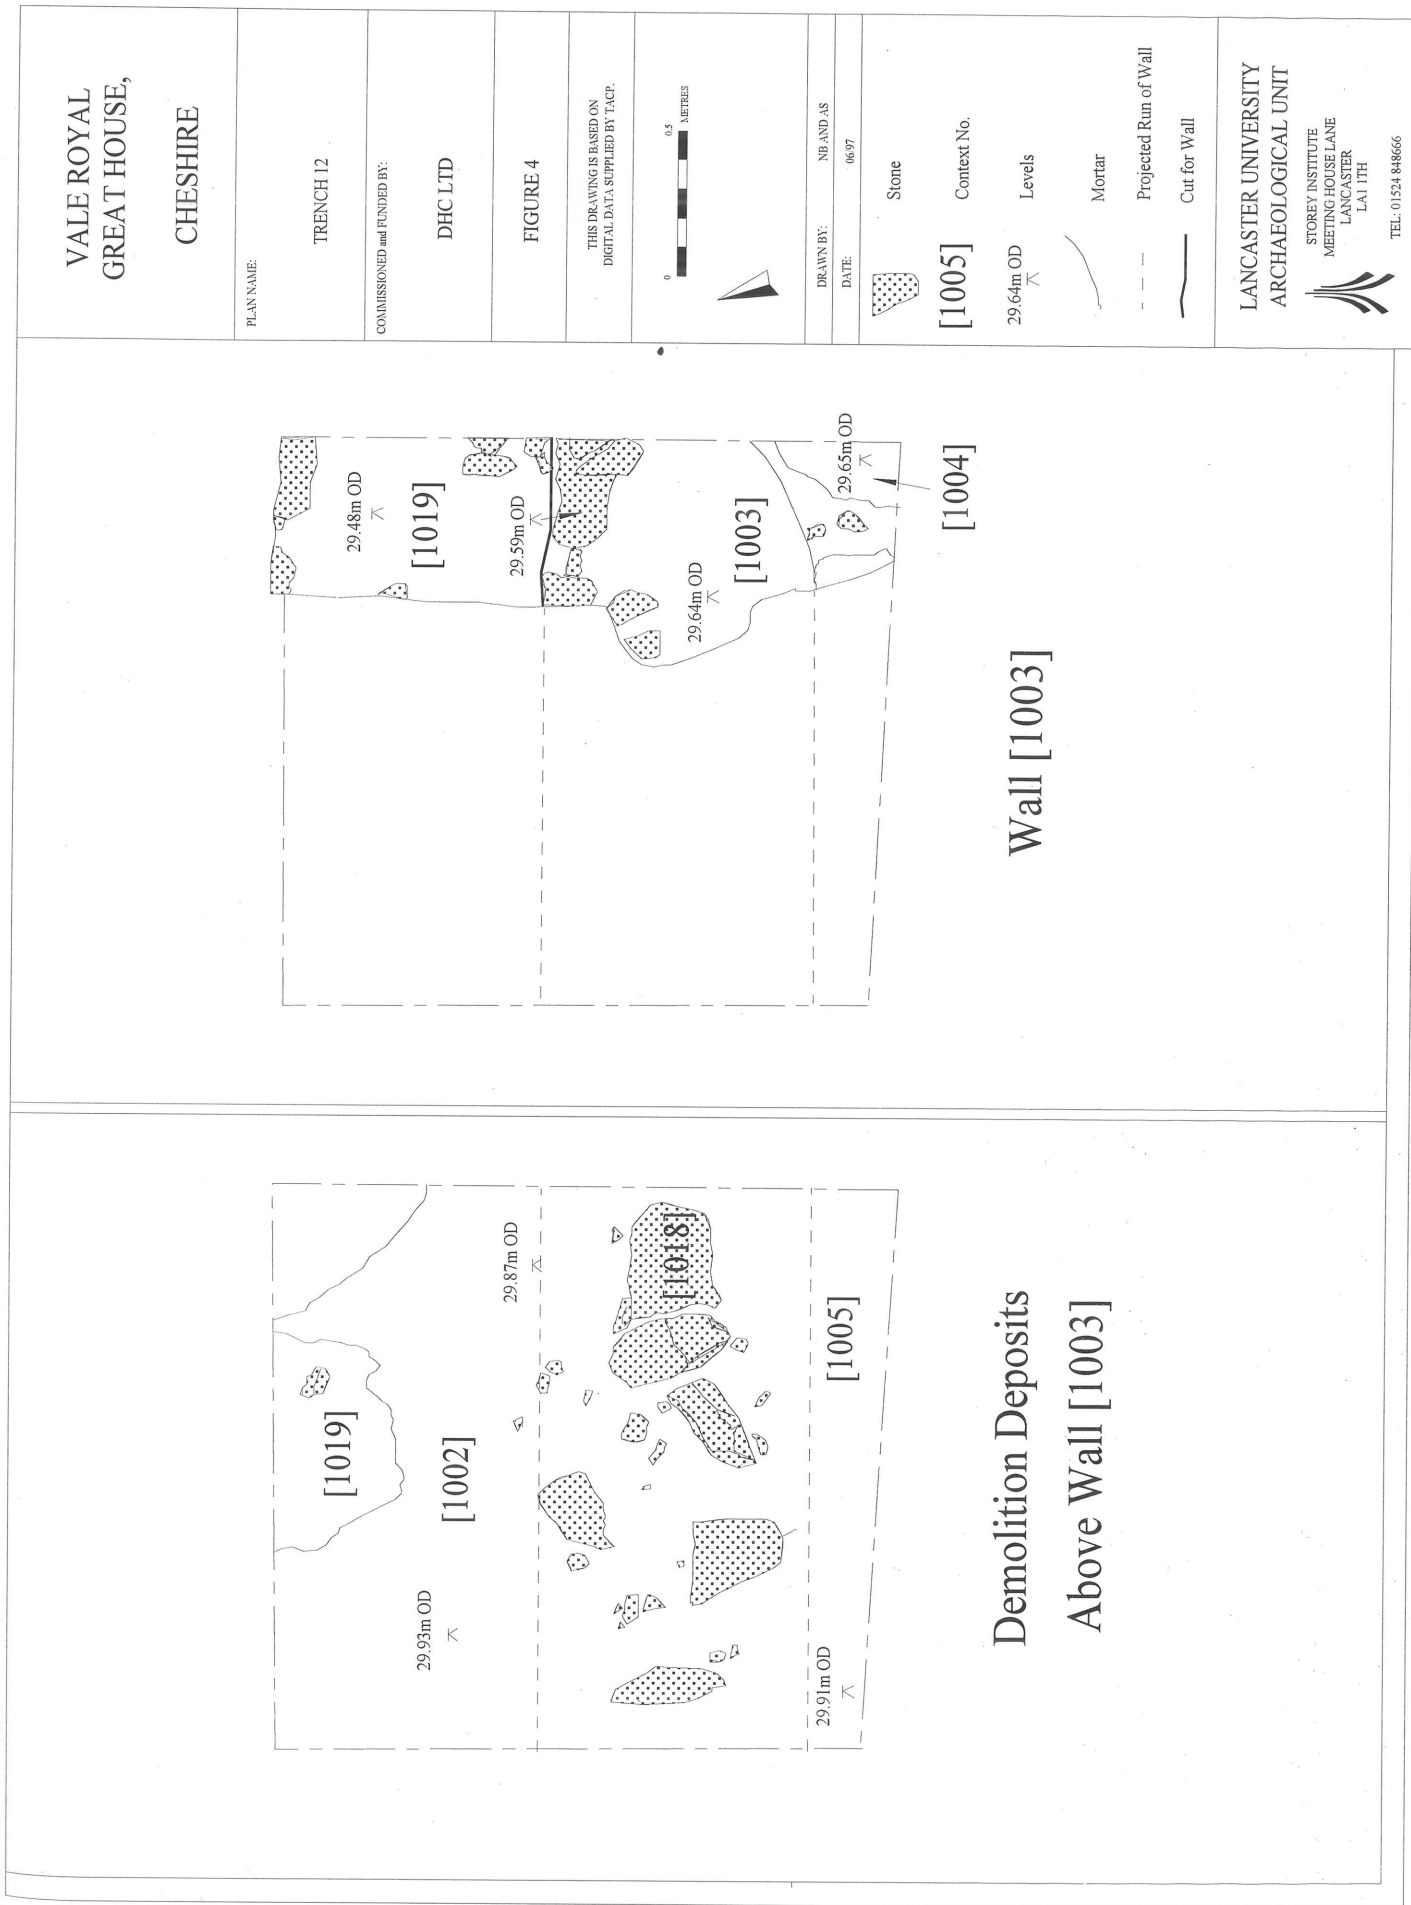 Demolition Deposits
Above Wall [1003]
[1019]
[1002]
29.93m OD
29.87m OD
[1018]
[1005]
29.91m OD
Wall [1003]
29.48m OD
[1019]
29.59m OD
29.64m OD
[1003]
29.65m OD
[1004]
VALE ROYAL
GREAT HOUSE,
CHESHIRE
PLAN NAME:
TRENCH 12
COMMISSIONED and FUNDED BY:
DHC LTD
FIGURE 4
THIS DRAWING IS BASED ON
DIGITAL DATA SUPPLIED BY TACP.
0 0.5
METRES
DRAWN BY: NB AND AS
DATE: 06/97
Stone
[1005] Context No.
29.64m OD Levels
Mortar
Projected Run of Wall
Cut for Wall
LANCASTER UNIVERSITY
ARCHAEOLOGICAL UNIT
STOREY INSTITUTE
MEETING HOUSE LANE
LANCASTER
LA1 1TH
TEL: 01524 848666